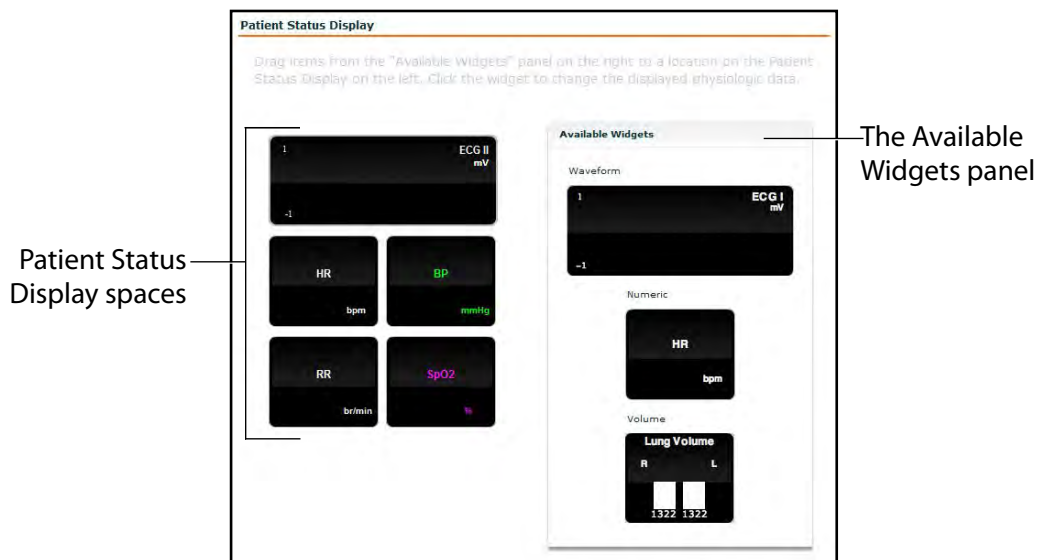 Patient Status Display
Drag items from the "Available Widgets" panel on the right to a location on the Patient
Status Display on the left. Click the widget to change the displayed physiologic data.
Patient Status
Display spaces
1
ECG II
mV
-1
HR
bpm
BP
mmHg
RR
br/min
SpO2
%
Available Widgets
Waveform
1
ECG I
mV
-1
Numeric
HR
bpm
Volume
Lung Volume
R L
1322 1322
The Available
Widgets panel